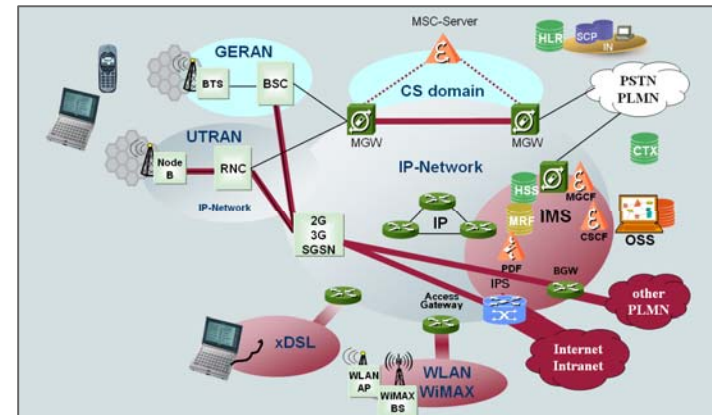 MSC-Server
HLR
SCP
IN
GERAN
BTS
BSC
CS domain
PSTN
PLMN
MGW
MGW
UTRAN
Node
B
RNC
IP-Network
IP-Network
CTX
HSS
MGCF
IMS
MRF
CSCF
OSS
IP
2G
3G
SGSN
PDF
IPS
BGW
other
PLMN
Access
Gateway
xDSL
WLAN
AP
WiMAX
BS
WLAN
WiMAX
Internet
Intranet